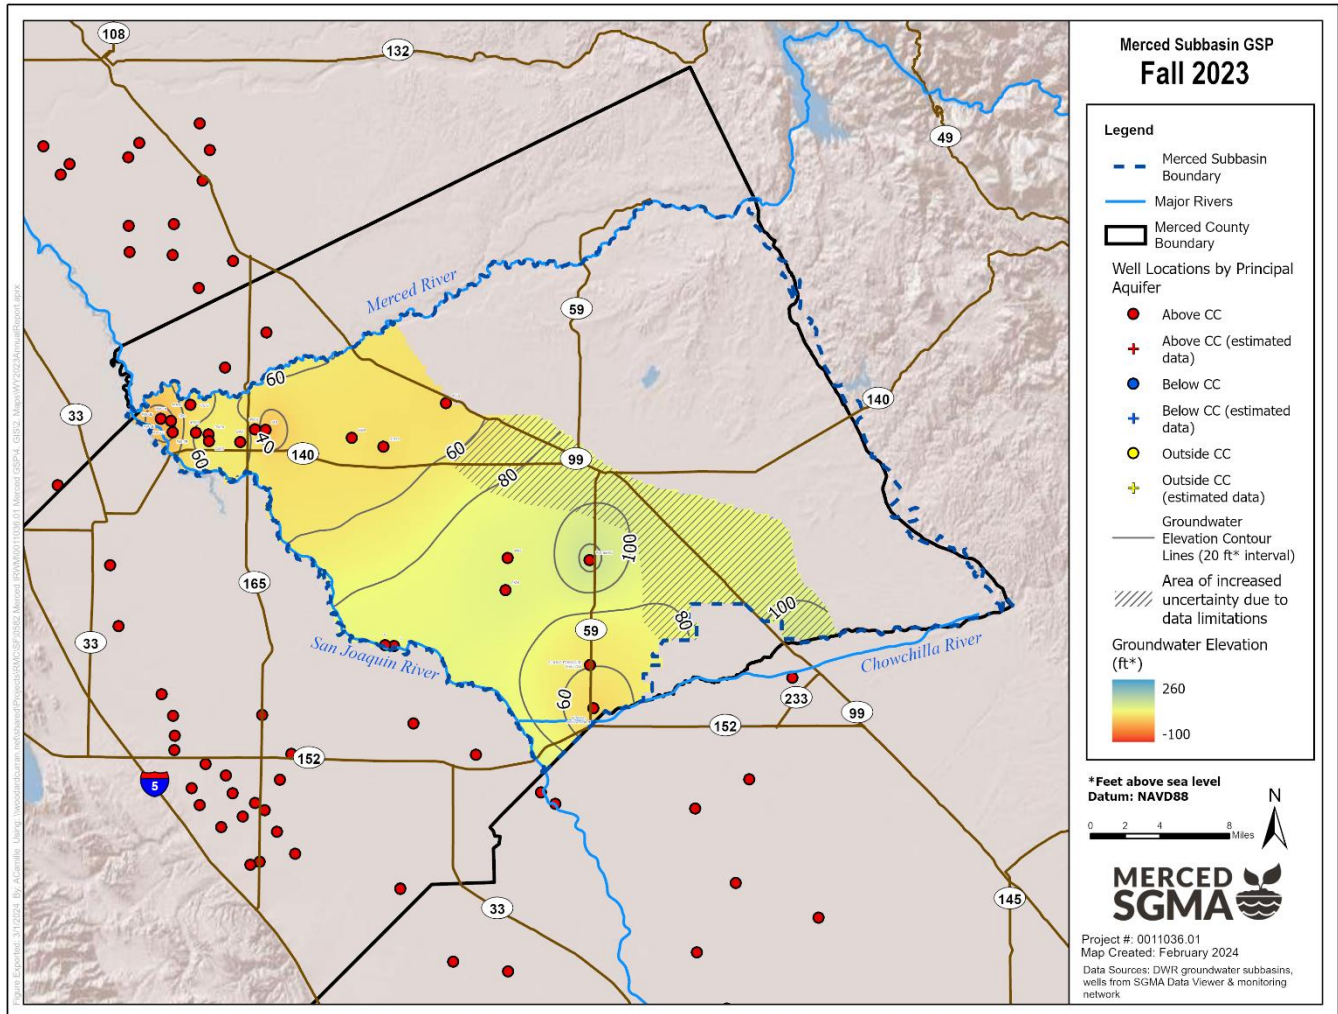 Merced Subbasin GSP
Fall 2023
Legend
Merced Subbasin
Boundary
Major Rivers
Merced County
Boundary
Well Locations by Principal
Aquifer
Above CC
Above CC (estimated
data)
Below CC
Below CC (estimated
data)
Outside CC
Outside CC
(estimated data)
Groundwater
Elevation Contour
Lines (20 ft* interval)
Area of increased
uncertainty due to
data limitations
Groundwater Elevation
(ft*)
260
-100
*Feet above sea level
Datum: NAVD88
N
0 2 4 8 Miles
MERCED
SGMA
Project #: 0011036.01
Map Created: February 2024
Data Sources: DWR groundwater subbasins,
wells from SGMA Data Viewer & monitoring
network
108
132
49
Merced River
59
60
33
140
40
60
140
60
80
99
100
165
33
59
80
100
San Joaquin River
Chowchilla River
60
233
99
152
152
5
33
145